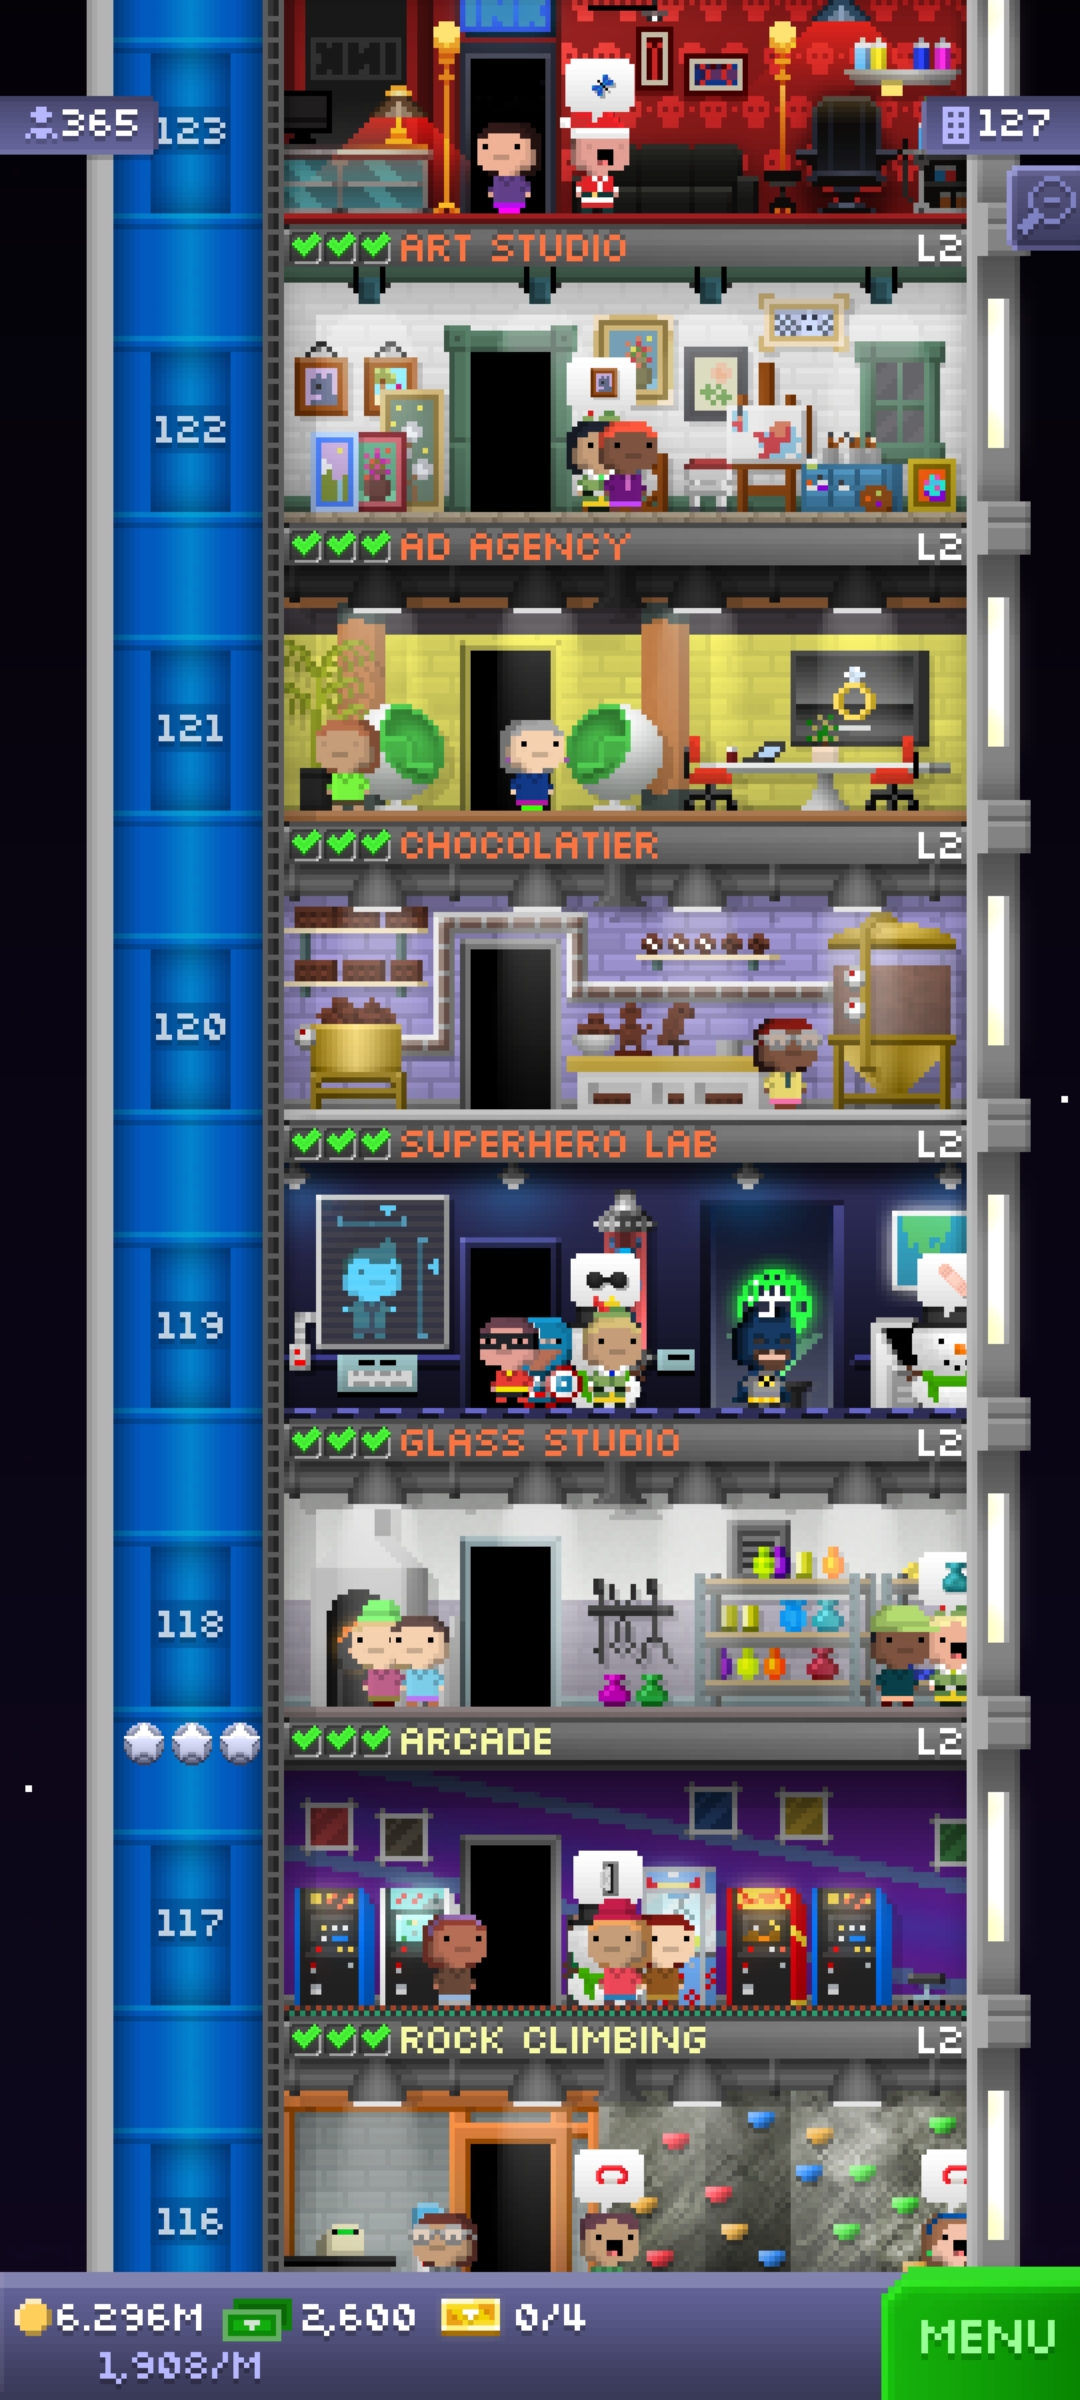 INK
365
123
127
ART STUDIO L2
122
AD AGENCY L2
121
CHOCOLATIER L2
120
SUPERHERO LAB L2
119
GLASS STUDIO L2
118
ARCADE L2
117
ROCK CLIMBING L2
116
6.296M 2,600 0/4
1,908/M
MENU